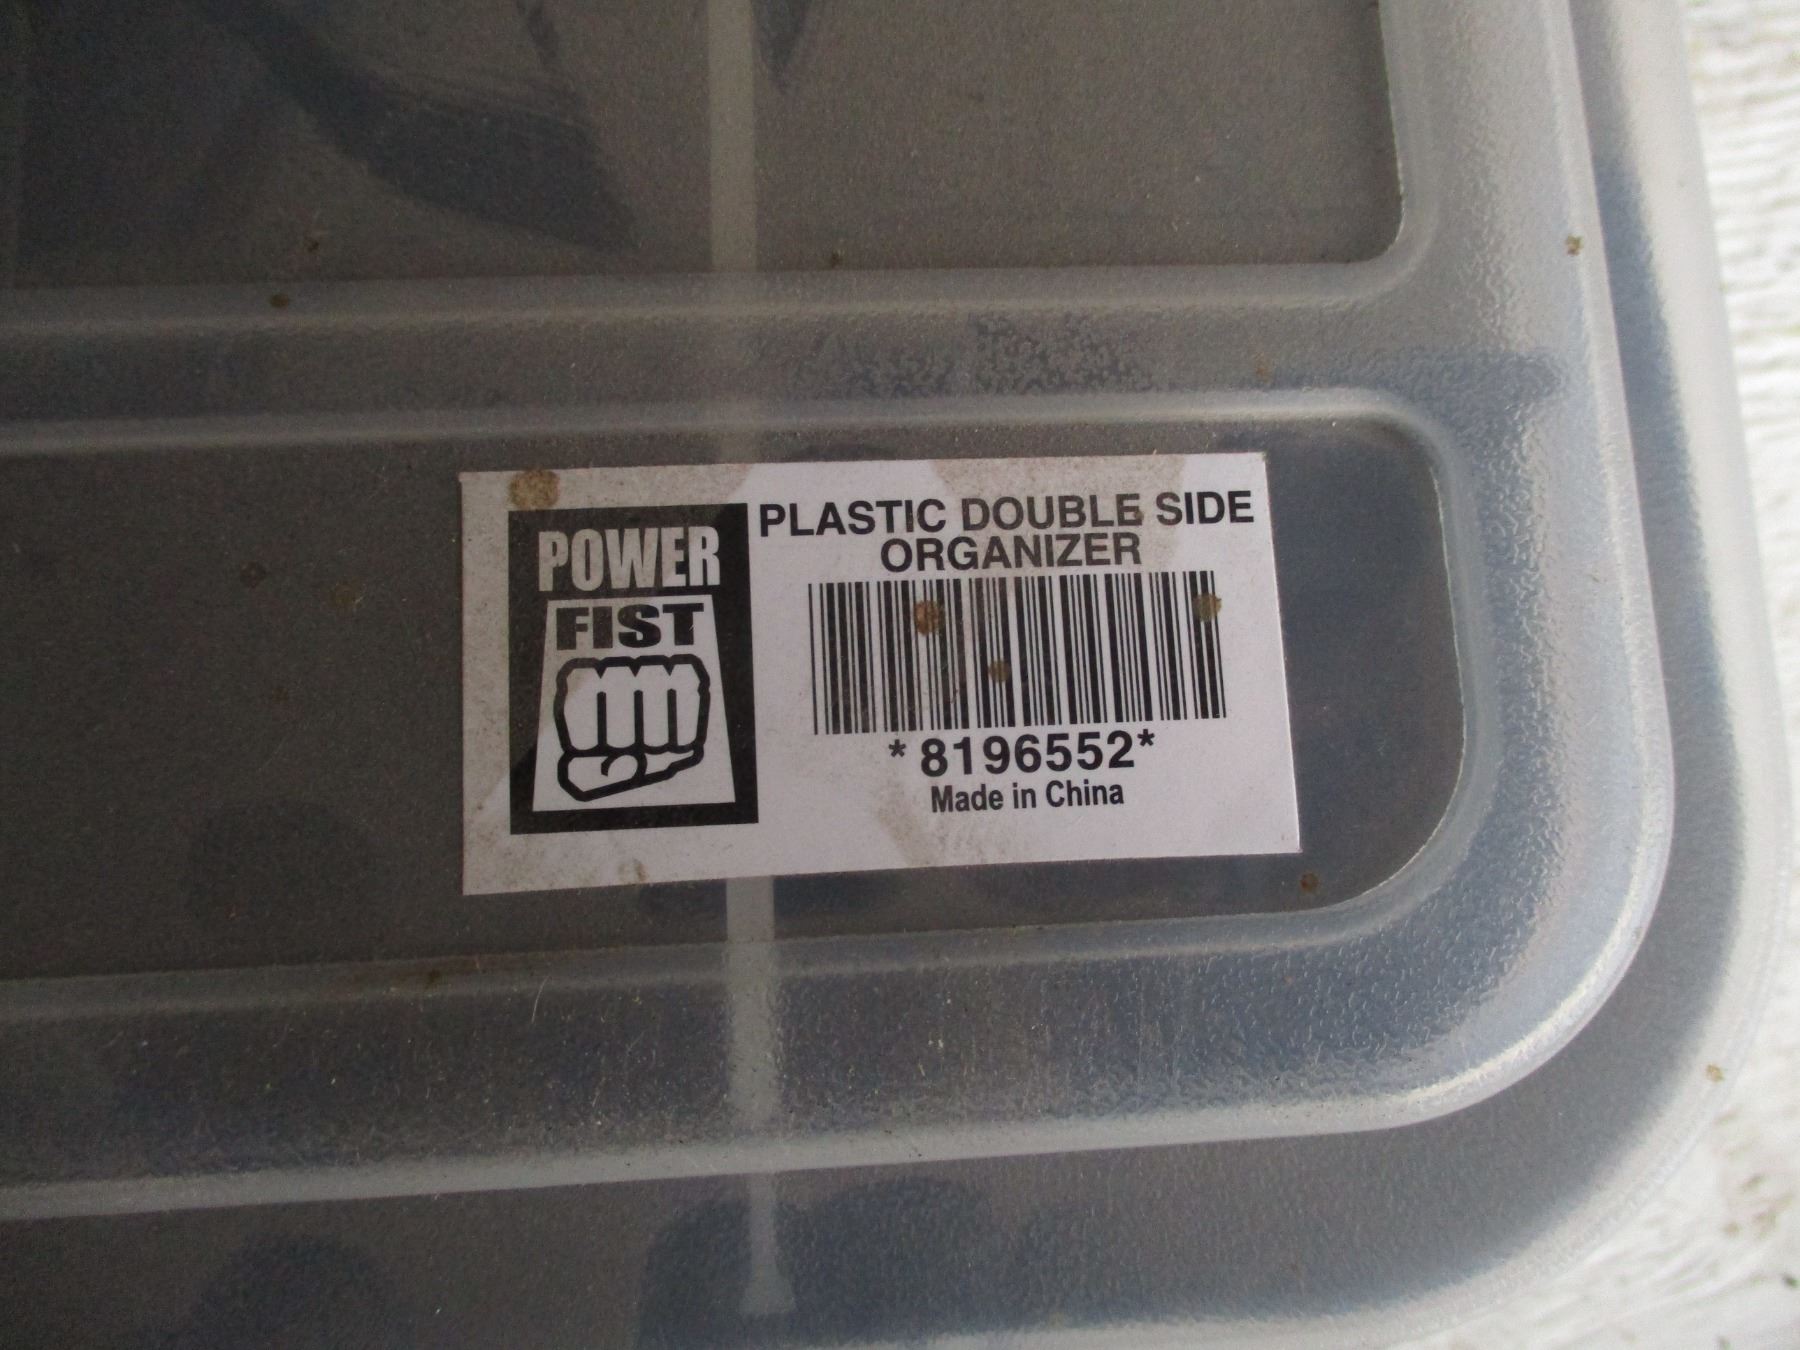 POWER
FIST
PLASTIC DOUBLE SIDE
ORGANIZER
*8196552*
Made in China